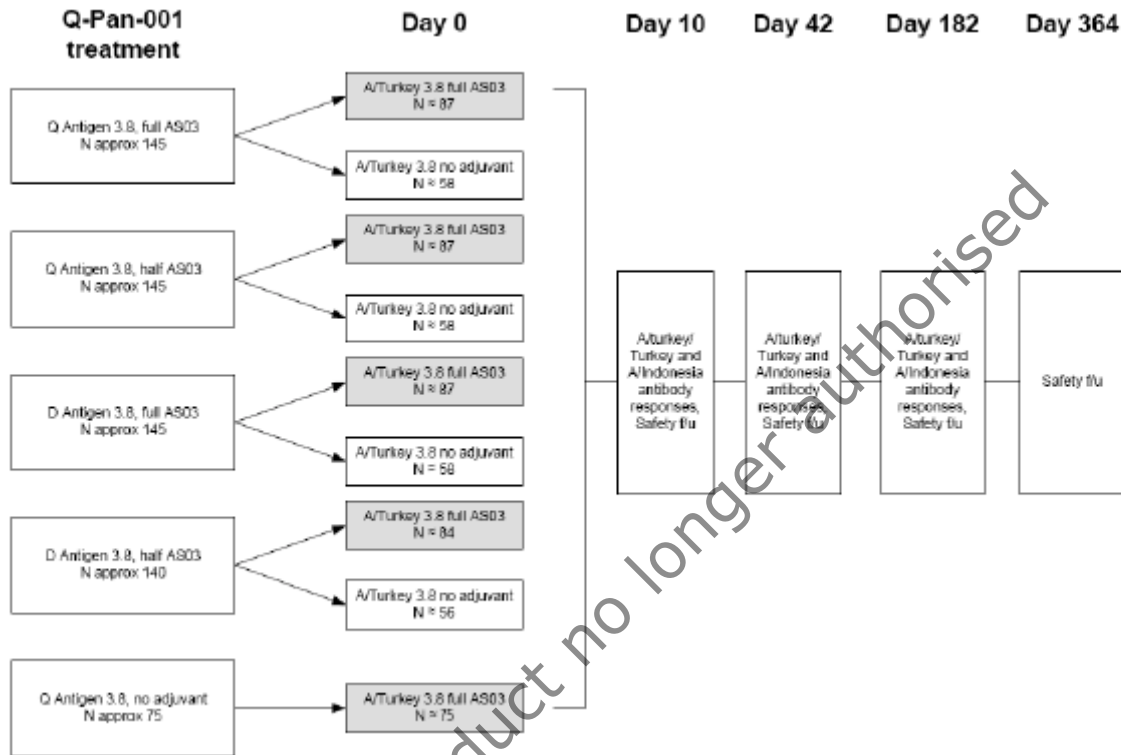 Q-Pan-001
treatment
Day 0
Day 10
Day 42
Day 182
Day 364
Q Antigen 3.8, full AS03
N approx 145
A/Turkey 3.8 full AS03
N ≈ 87
A/Turkey 3.8 no adjuvant
N ≈ 58
Q Antigen 3.8, half AS03
N approx 145
A/Turkey 3.8 full AS03
N ≈ 87
A/Turkey 3.8 no adjuvant
N ≈ 58
D Antigen 3.8, full AS03
N approx 145
A/Turkey 3.8 full AS03
N ≈ 87
A/Turkey 3.8 no adjuvant
N = 58
D Antigen 3.8, half AS03
N approx 140
A/Turkey 3.8 full AS03
N ≈ 84
A/Turkey 3.8 no adjuvant
N ≈ 56
Q Antigen 3.8, no adjuvant
N approx 75
A/Turkey 3.8 full AS03
N ≈ 75
A/turkey/
Turkey and
A/Indonesia
antibody
responses,
Safety f/u
A/turkey/
Turkey and
A/Indonesia
antibody
responses,
Safety f/u
A/turkey/
Turkey and
A/Indonesia
antibody
responses,
Safety f/u
Safety f/u
duct no longer authorised